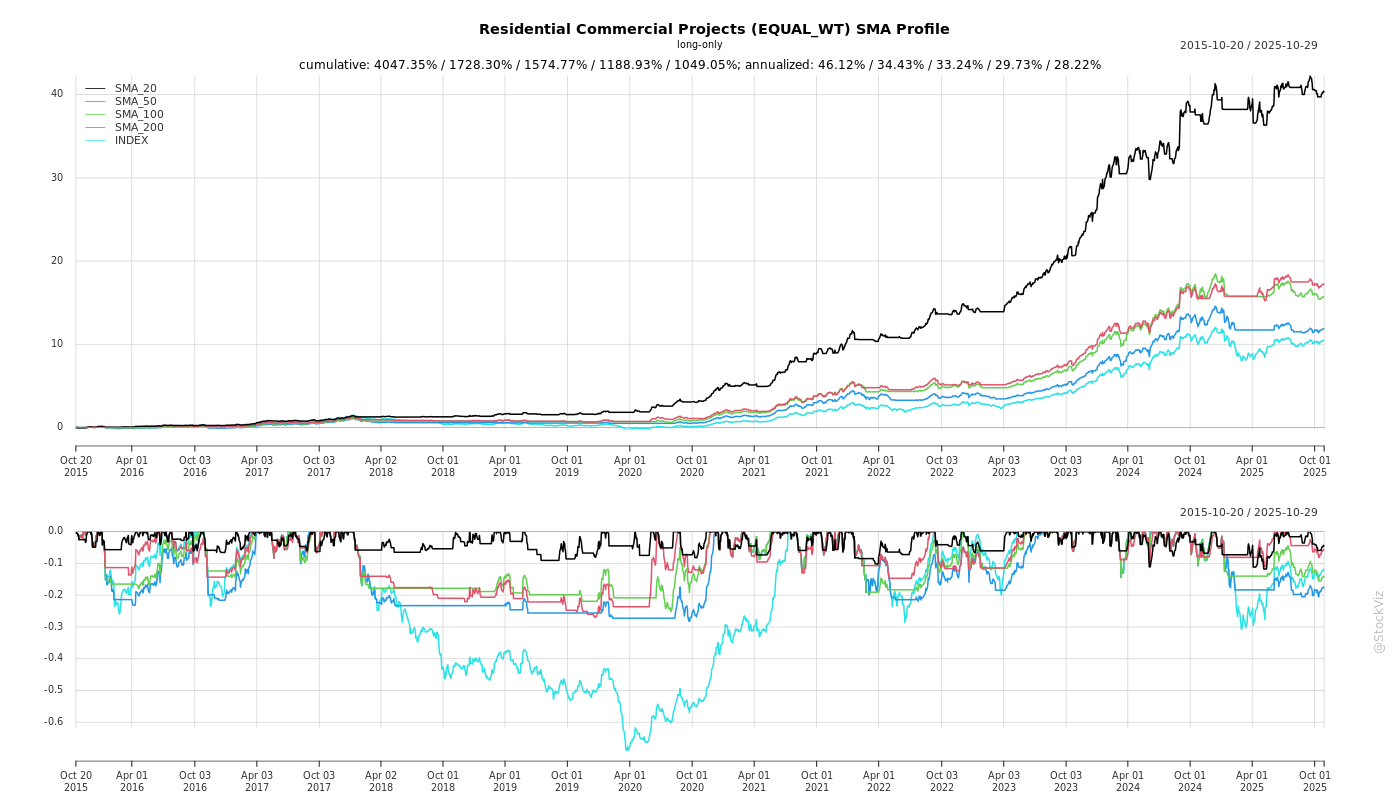 Residential Commercial Projects (EQUAL_WT) SMA Profile
long-only
2015-10-20 / 2025-10-29
cumulative: 4047.35% / 1728.30% / 1574.77% / 1188.93% / 1049.05%; annualized: 46.12% / 34.43% / 33.24% / 29.73% / 28.22%
SMA_20
SMA_50
SMA_100
SMA_200
INDEX
40
30
20
10
0
Oct 20 Apr 01 Oct 03 Apr 03 Oct 03 Apr 02 Oct 01 Apr 01 Oct 01 Apr 01 Oct 01 Apr 01 Oct 01 Apr 01 Oct 03 Apr 03 Oct 03 Apr 01 Oct 01 Apr 01 Oct 01
2015 2016 2016 2017 2017 2018 2018 2019 2019 2020 2020 2021 2021 2022 2022 2023 2023 2024 2024 2025 2025
2015-10-20 / 2025-10-29
0.0
-0.1
-0.2
-0.3
-0.4
-0.5
-0.6
Oct 20 Apr 01 Oct 03 Apr 03 Oct 03 Apr 02 Oct 01 Apr 01 Oct 01 Apr 01 Oct 01 Apr 01 Oct 01 Apr 01 Oct 03 Apr 03 Oct 03 Apr 01 Oct 01 Apr 01 Oct 01
2015 2016 2016 2017 2017 2018 2018 2019 2019 2020 2020 2021 2021 2022 2022 2023 2023 2024 2024 2025 2025
@StockViz